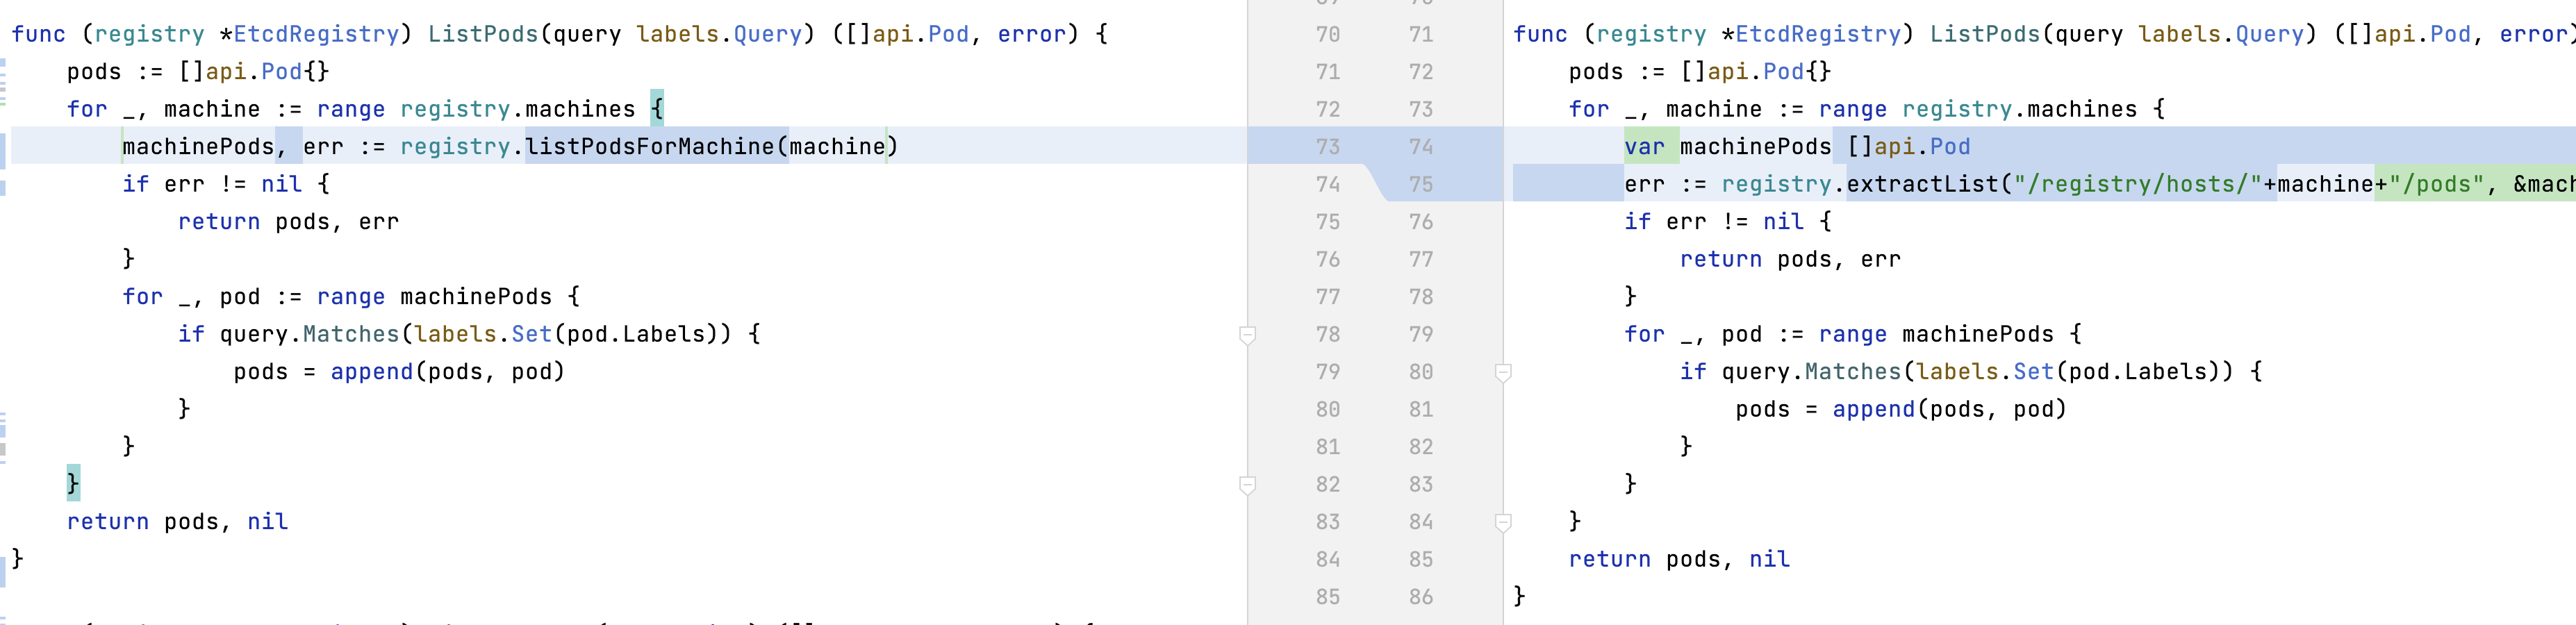 func (registry *EtcdRegistry) ListPods(query labels.Query) ([]api.Pod, error) {
pods := []api.Pod{}
for _, machine := range registry.machines {
machinePods, err := registry.listPodsForMachine(machine)
if err != nil {
return pods, err
}
for _, pod := range machinePods {
if query.Matches(labels.Set(pod.Labels)) {
pods = append(pods, pod)
}
}
}
return pods, nil
}
70 71
71 72
72 73
73 74
74 75
75 76
76 77
77 78
78 79
79 80
80 81
81 82
82 83
83 84
84 85
85 86
func (registry *EtcdRegistry) ListPods(query labels.Query) ([]api.Pod, error)
pods := []api.Pod{}
for _, machine := range registry.machines {
var machinePods []api.Pod
err := registry.extractList("/registry/hosts/"+machine+"/pods", &mach
if err != nil {
return pods, err
}
for _, pod := range machinePods {
if query.Matches(labels.Set(pod.Labels)) {
pods = append(pods, pod)
}
}
}
return pods, nil
}